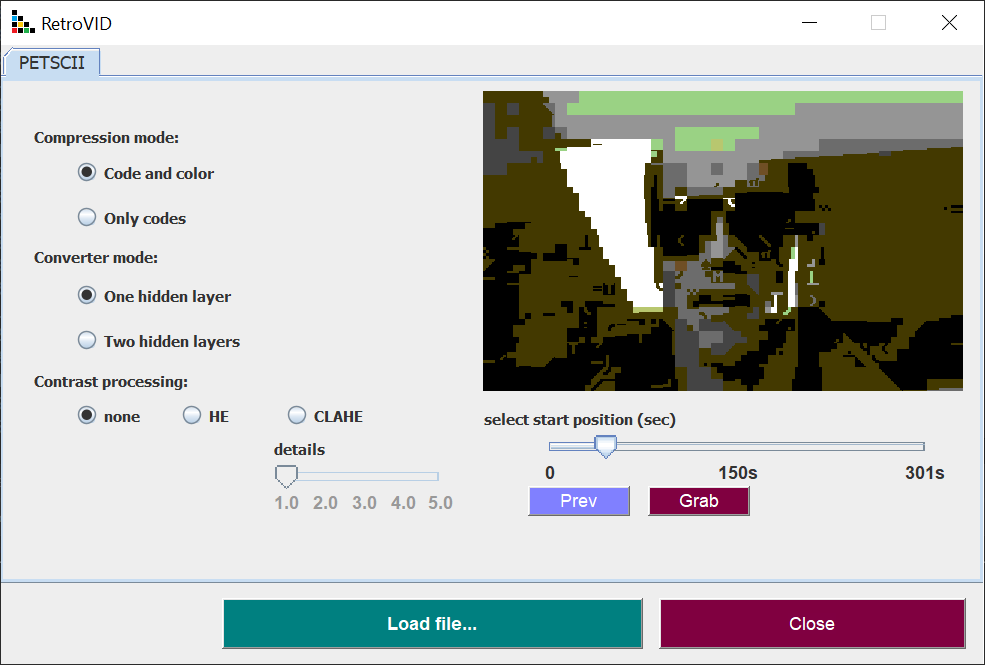 RetroVID
PETSCII
Compression mode:
Code and color
Only codes
Converter mode:
One hidden layer
Two hidden layers
Contrast processing:
none HE CLAHE
details
1.0 2.0 3.0 4.0 5.0
select start position (sec)
0 150s 301s
Prev Grab
Load file... Close